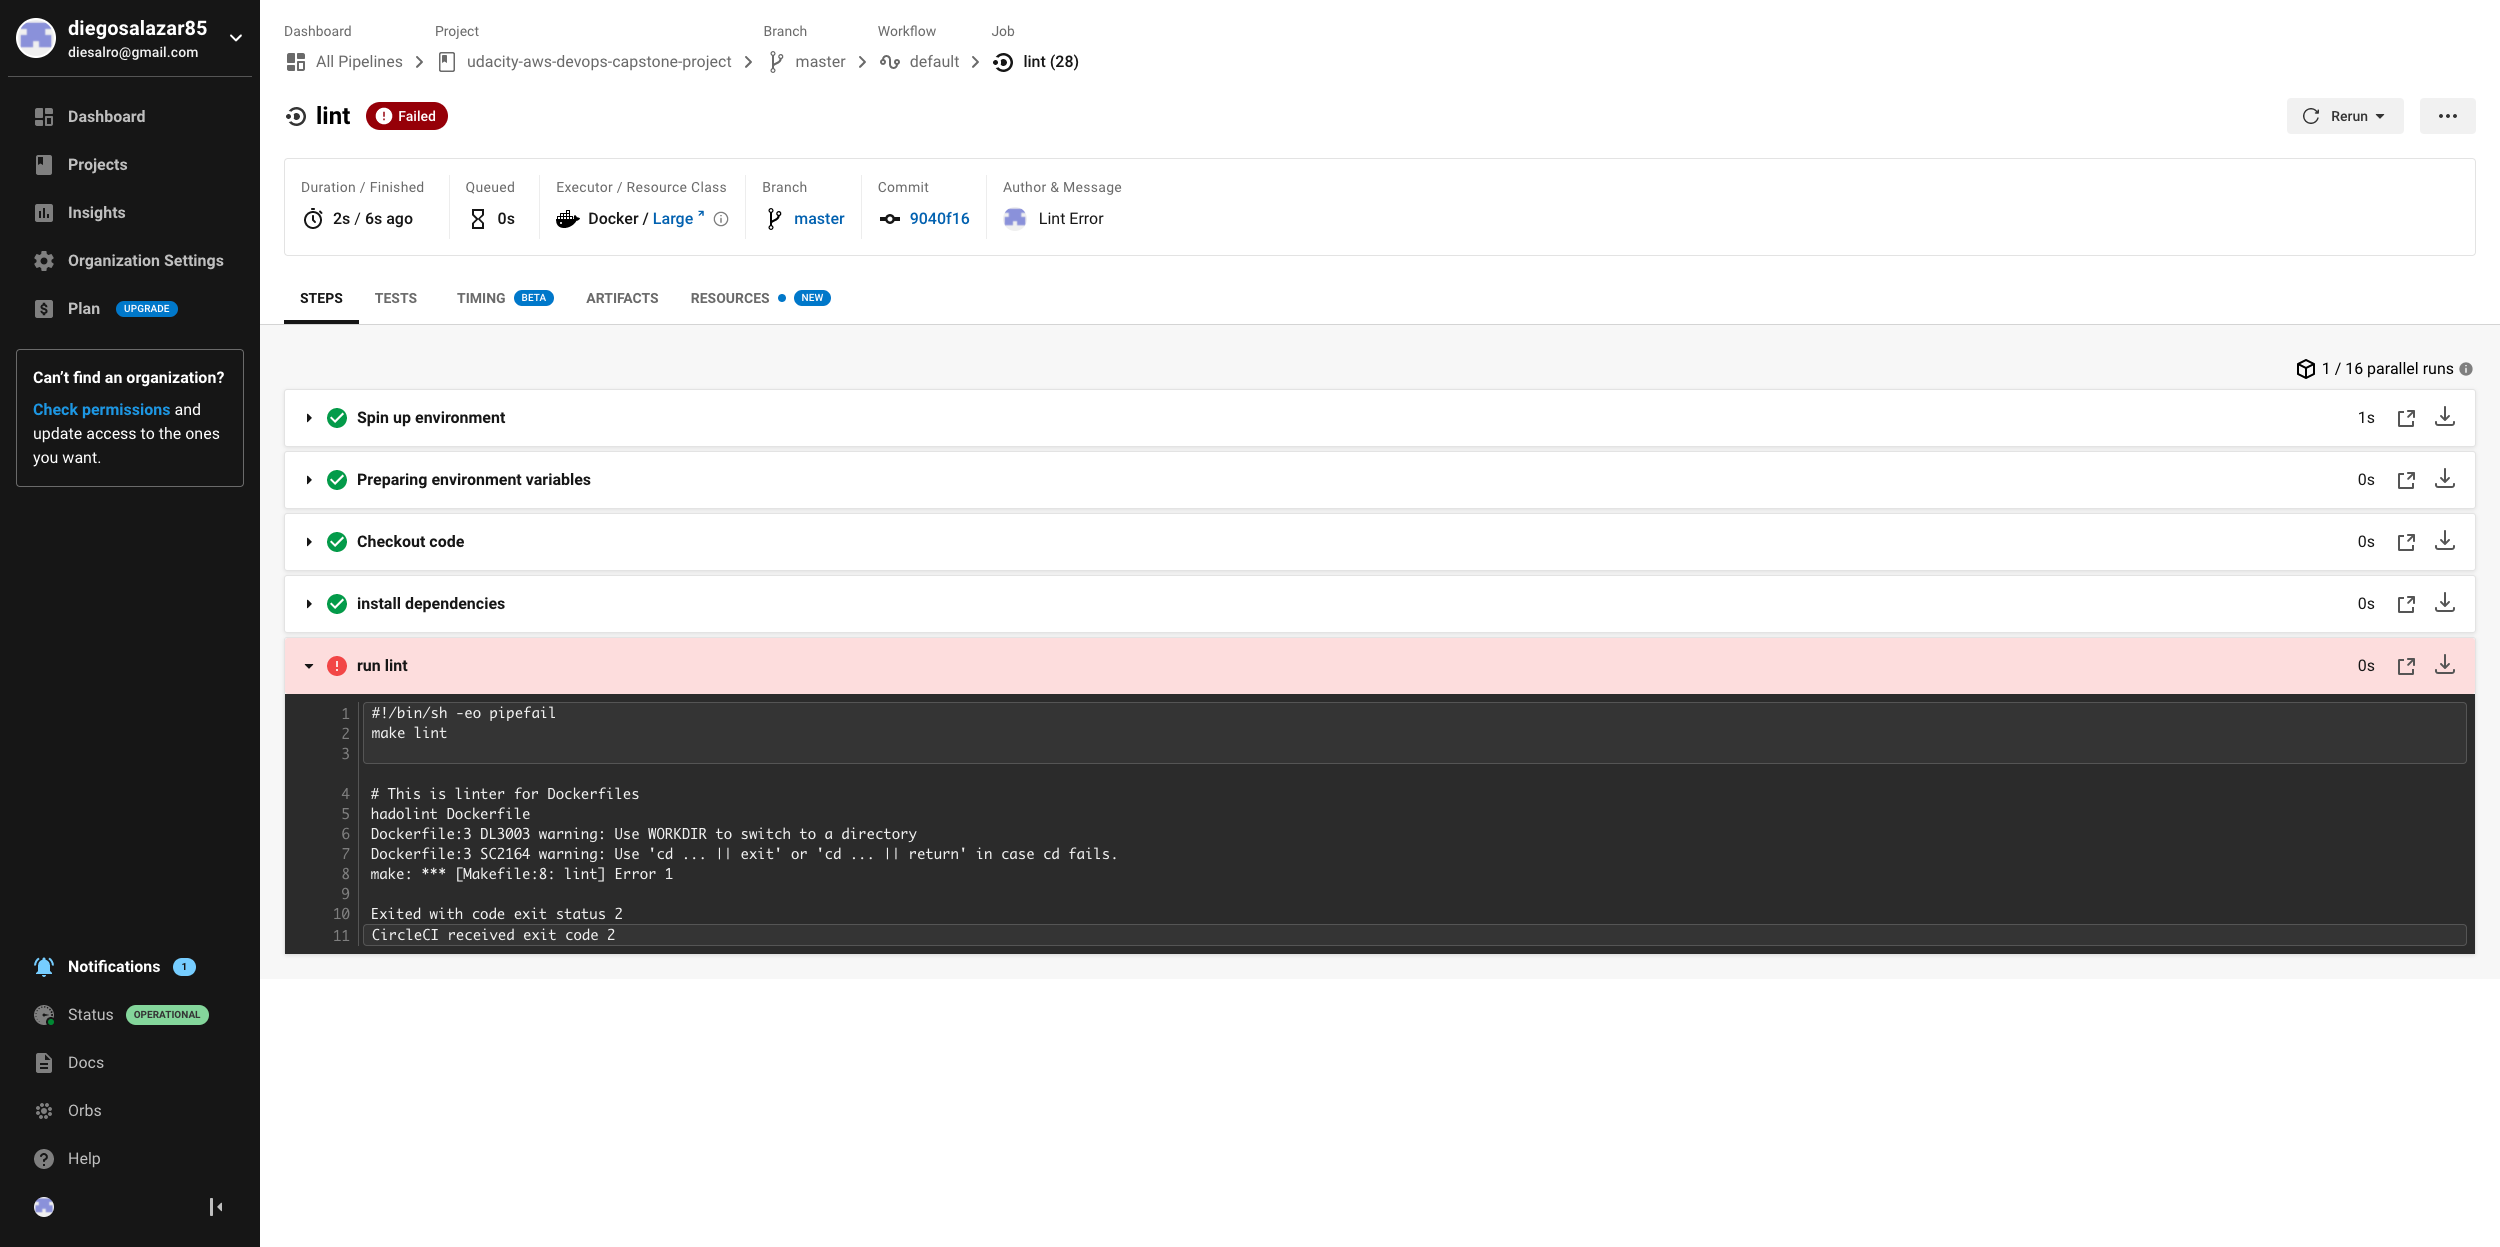 diegosalazar85
diesalro@gmail.com
Dashboard
Projects
Insights
Organization Settings
Plan UPGRADE
Can't find an organization?
Check permissions and
update access to the ones
you want.
Notifications 1
Status OPERATIONAL
Docs
Orbs
Help
Dashboard Project Branch Workflow Job
All Pipelines udacity-aws-devops-capstone-project master default lint (28)
lint Failed
Rerun
Duration / Finished Queued Executor / Resource Class Branch Commit Author & Message
2s / 6s ago 0s Docker / Large master 9040f16 Lint Error
STEPS TESTS TIMING BETA ARTIFACTS RESOURCES NEW
1 / 16 parallel runs
Spin up environment 1s
Preparing environment variables 0s
Checkout code 0s
install dependencies 0s
run lint 0s
1 #!/bin/sh -eo pipefail
2 make lint
3
4 # This is linter for Dockerfiles
5 hadolint Dockerfile
6 Dockerfile:3 DL3003 warning: Use WORKDIR to switch to a directory
7 Dockerfile:3 SC2164 warning: Use 'cd ... || exit' or 'cd ... || return' in case cd fails.
8 make: *** [Makefile:8: lint] Error 1
9
10 Exited with code exit status 2
11 CircleCI received exit code 2